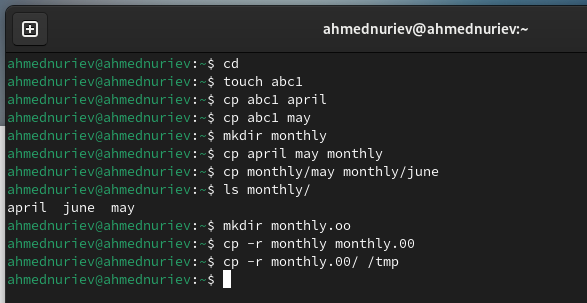 ahmednuriev@ahmednuriev:~
ahmednuriev@ahmednuriev:~$ cd
ahmednuriev@ahmednuriev:~$ touch abc1
ahmednuriev@ahmednuriev:~$ cp abc1 april
ahmednuriev@ahmednuriev:~$ cp abc1 may
ahmednuriev@ahmednuriev:~$ mkdir monthly
ahmednuriev@ahmednuriev:~$ cp april may monthly
ahmednuriev@ahmednuriev:~$ cp monthly/may monthly/june
ahmednuriev@ahmednuriev:~$ ls monthly/
april  june  may
ahmednuriev@ahmednuriev:~$ mkdir monthly.oo
ahmednuriev@ahmednuriev:~$ cp -r monthly monthly.00
ahmednuriev@ahmednuriev:~$ cp -r monthly.00/ /tmp
ahmednuriev@ahmednuriev:~$